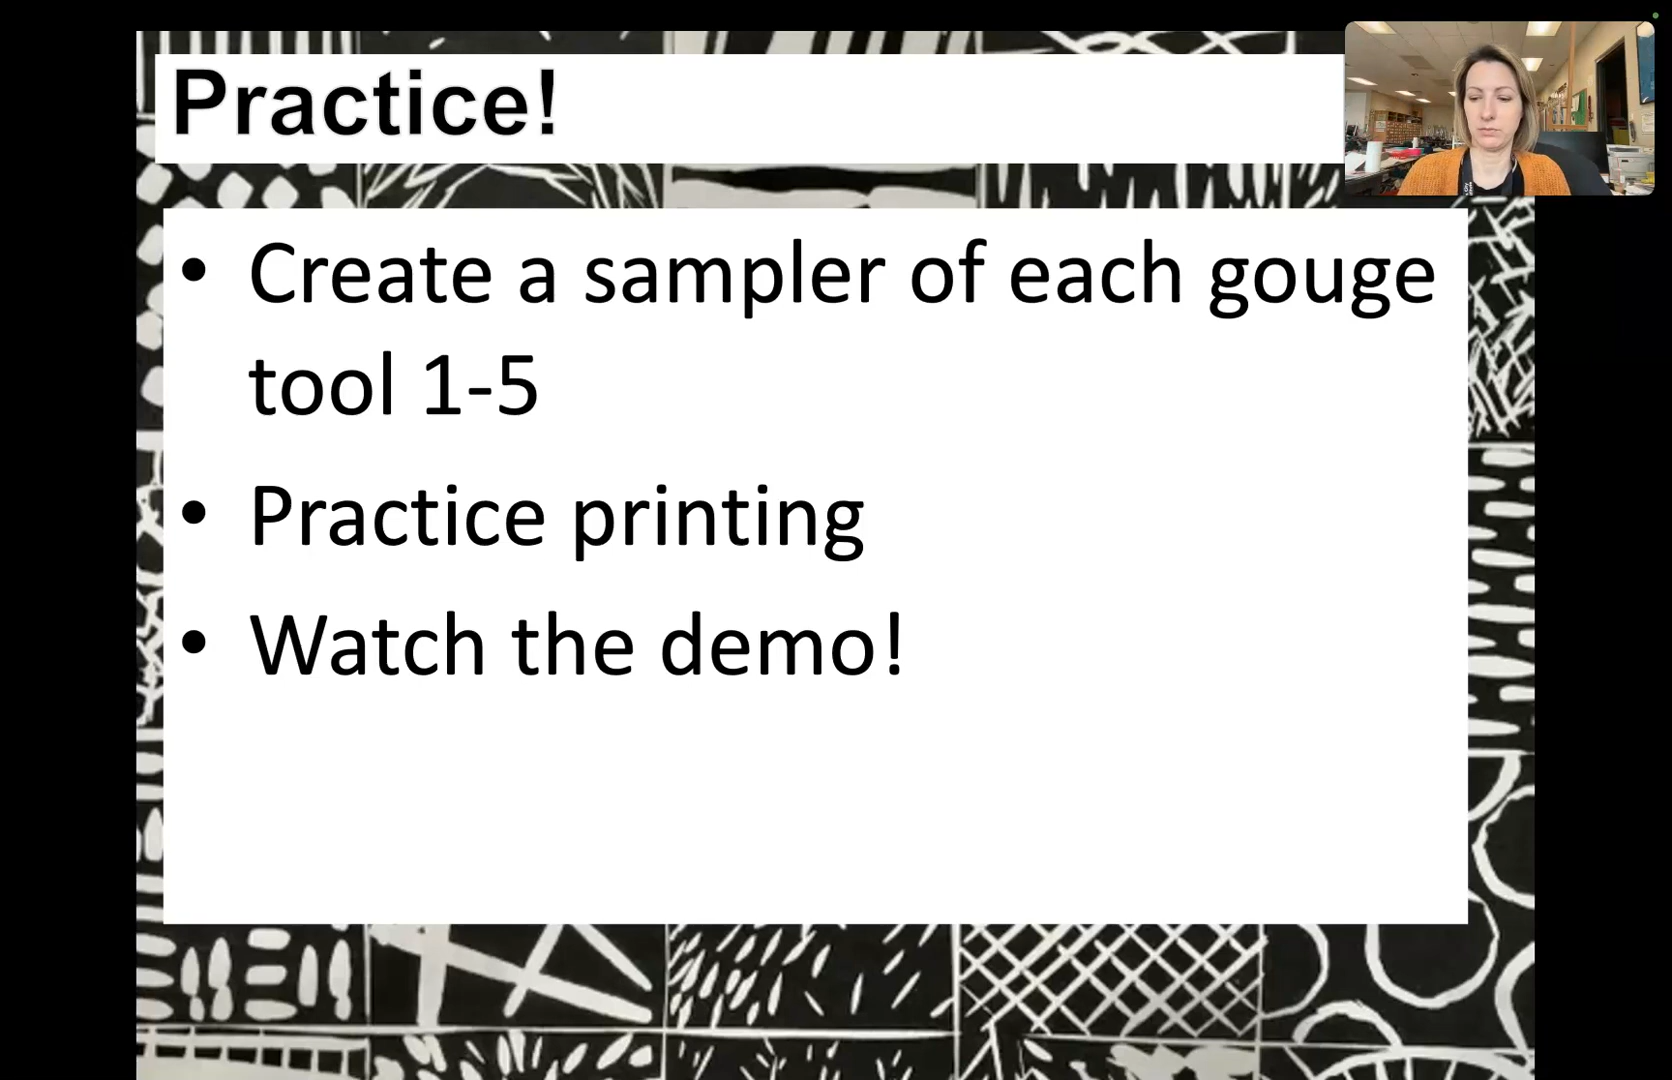 Practice!
• Create a sampler of each gouge
tool 1-5
• Practice printing
• Watch the demo!